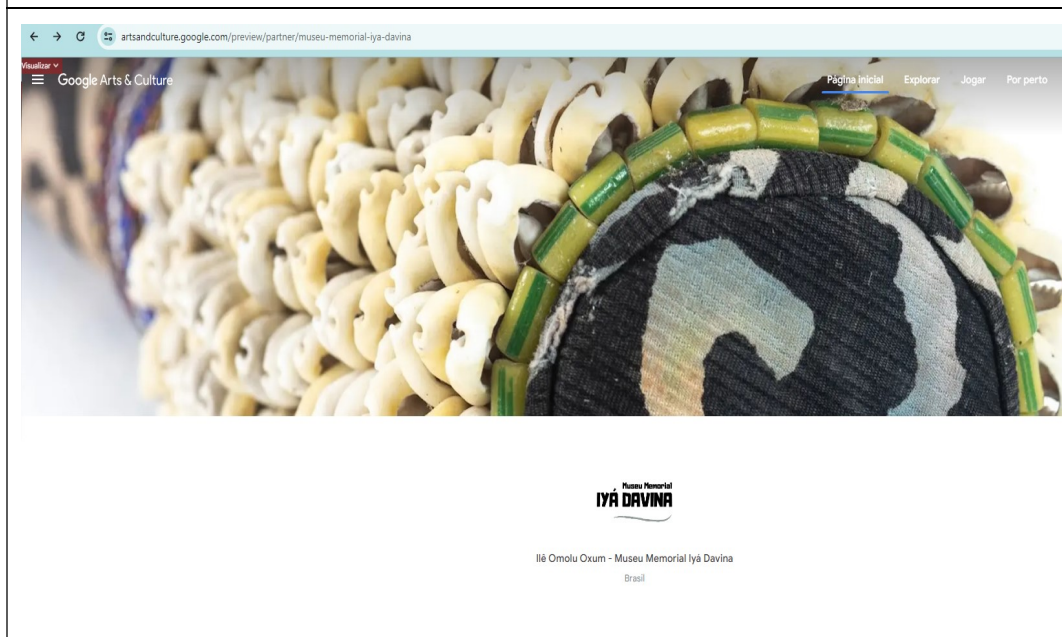 artsandculture.google.com/preview/partner/museu-memorial-iya-davina
Visualizar
Google Arts & Culture
Página inicial Explorar Jogar Por perto
Museu Memorial
IYÁ DAVINA
Ilê Omolu Oxum - Museu Memorial Iyá Davina
Brasil